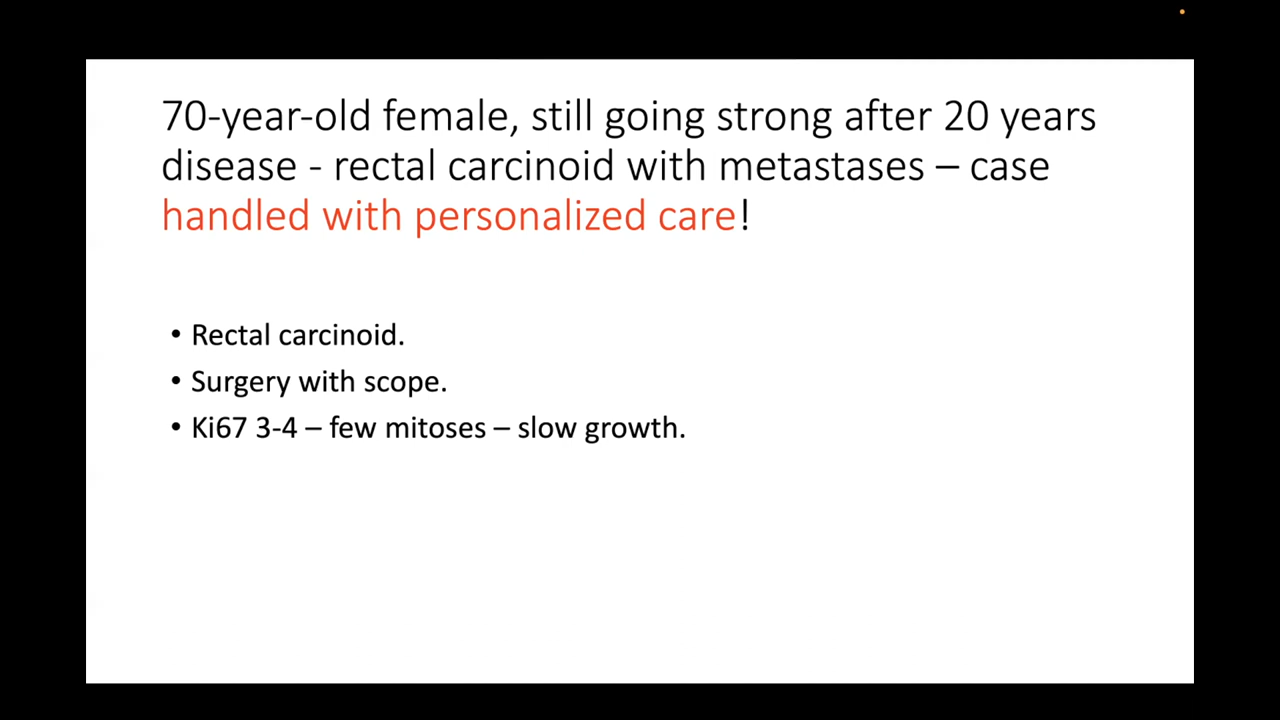 70-year-old female, still going strong after 20 years
disease - rectal carcinoid with metastases – case
handled with personalized care!
• Rectal carcinoid.
• Surgery with scope.
• Ki67 3-4 – few mitoses – slow growth.